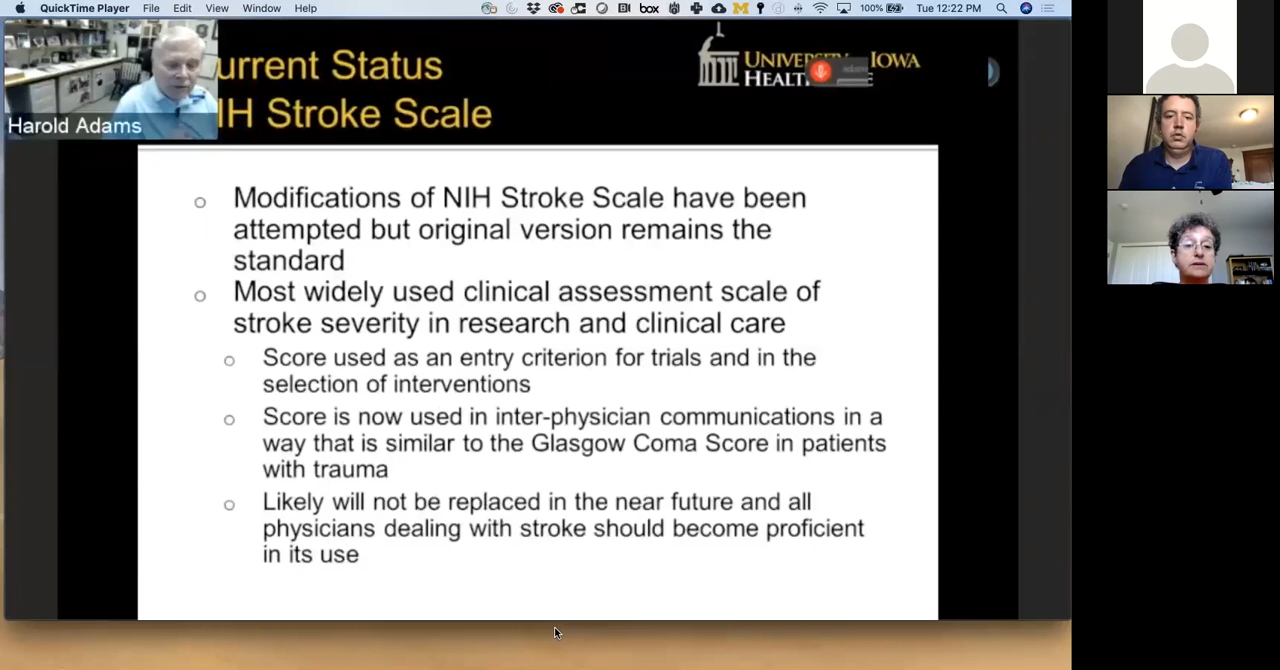 QuickTime Player File Edit View Window Help box 100% Tue 12:22 PM
urrent Status
IH Stroke Scale
UNIVERSITY IOWA
HEALT
Harold Adams
Modifications of NIH Stroke Scale have been
attempted but original version remains the
standard
Most widely used clinical assessment scale of
stroke severity in research and clinical care
Score used as an entry criterion for trials and in the
selection of interventions
Score is now used in inter-physician communications in a
way that is similar to the Glasgow Coma Score in patients
with trauma
Likely will not be replaced in the near future and all
physicians dealing with stroke should become proficient
in its use